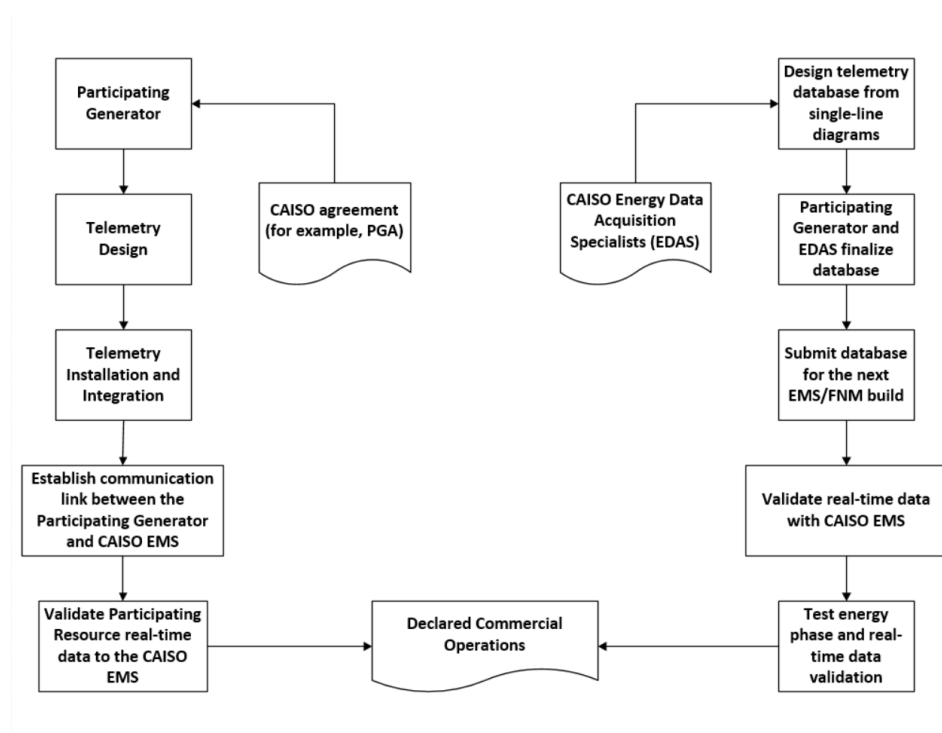 Participating
Generator
Design telemetry
database from
single-line
diagrams
CAISO agreement
(for example, PGA)
CAISO Energy Data
Acquisition
Specialists (EDAS)
Telemetry
Design
Participating
Generator and
EDAS finalize
database
Telemetry
Installation and
Integration
Submit database
for the next
EMS/FNM build
Establish communication
link between the
Participating Generator
and CAISO EMS
Validate real-time data
with CAISO EMS
Validate Participating
Resource real-time
data to the CAISO
EMS
Declared Commercial
Operations
Test energy
phase and real-
time data
validation